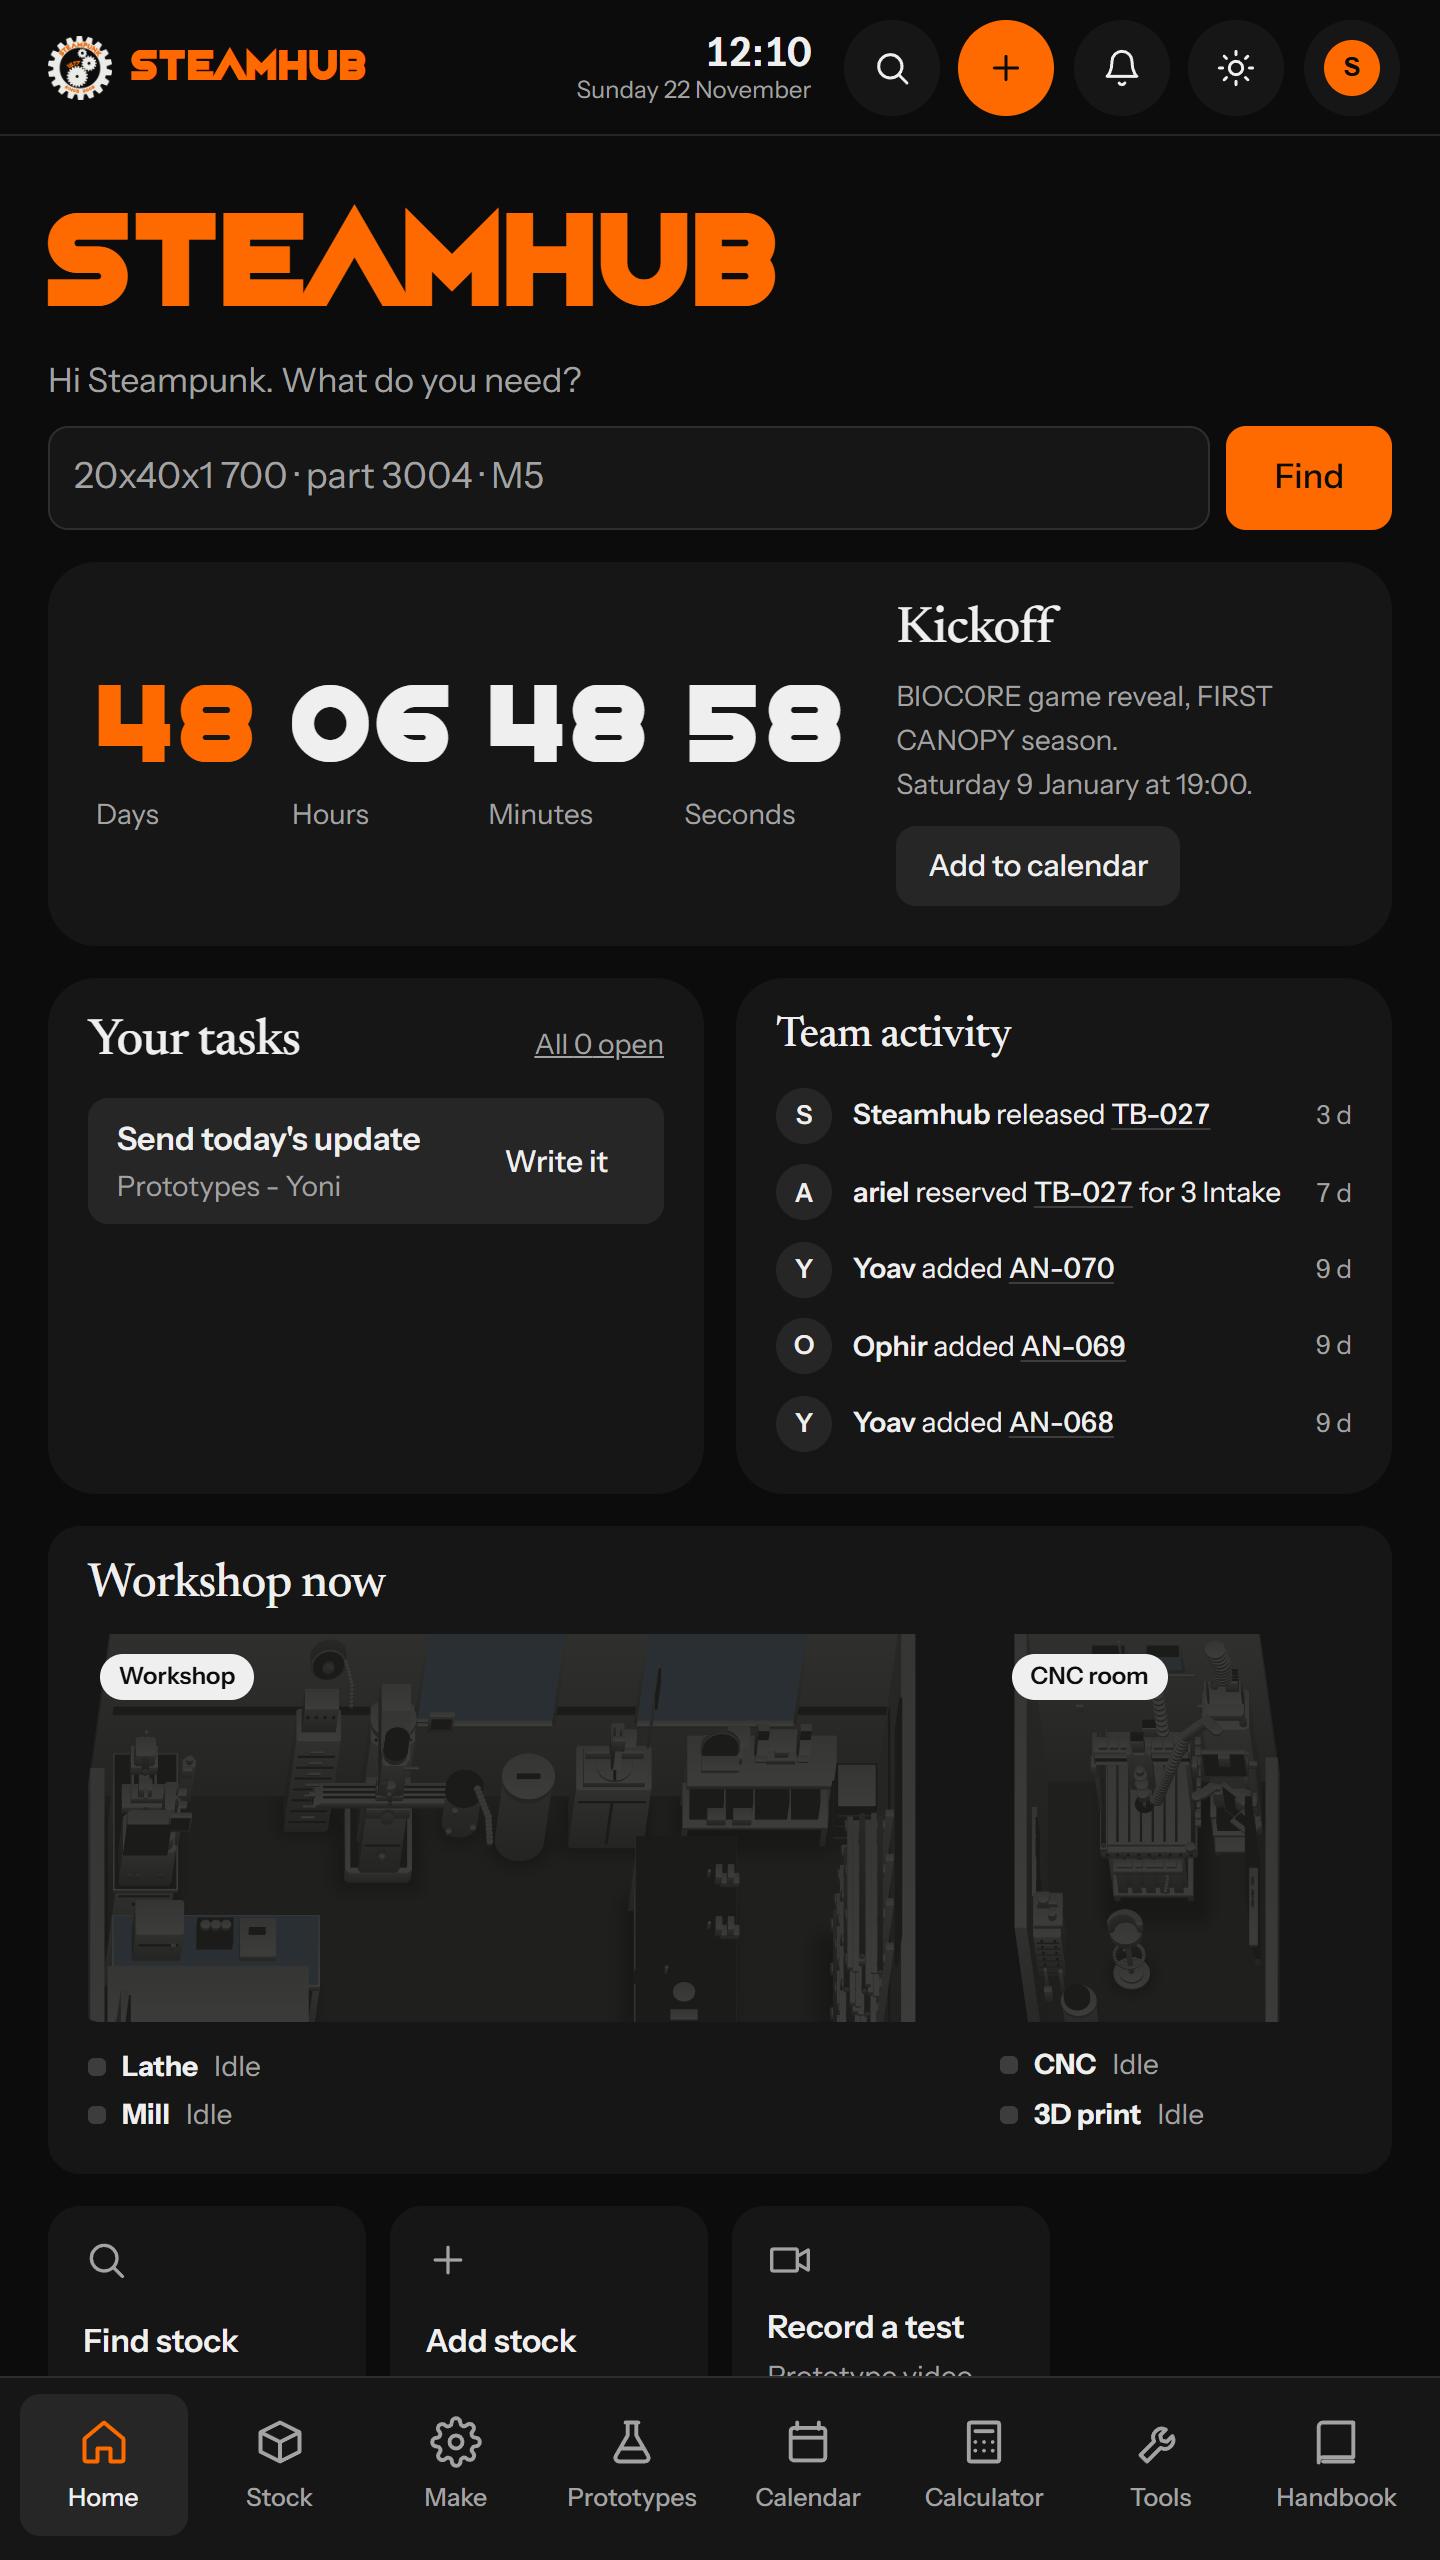 STEAMHUB
12:10
Sunday 22 November
S
STEAMHUB
Hi Steampunk. What do you need?
20x40x1 700 · part 3004 · M5
Find
48 06 48 58
Days Hours Minutes Seconds
Kickoff
BIOCORE game reveal, FIRST
CANOPY season.
Saturday 9 January at 19:00.
Add to calendar
Your tasks
All 0 open
Send today's update
Prototypes - Yoni
Write it
Team activity
S Steamhub released TB-027 3 d
A ariel reserved TB-027 for 3 Intake 7 d
Y Yoav added AN-070 9 d
O Ophir added AN-069 9 d
Y Yoav added AN-068 9 d
Workshop now
Workshop
CNC room
Lathe Idle
Mill Idle
CNC Idle
3D print Idle
Find stock
Add stock
Record a test
Prototype video
Home
Stock
Make
Prototypes
Calendar
Calculator
Tools
Handbook